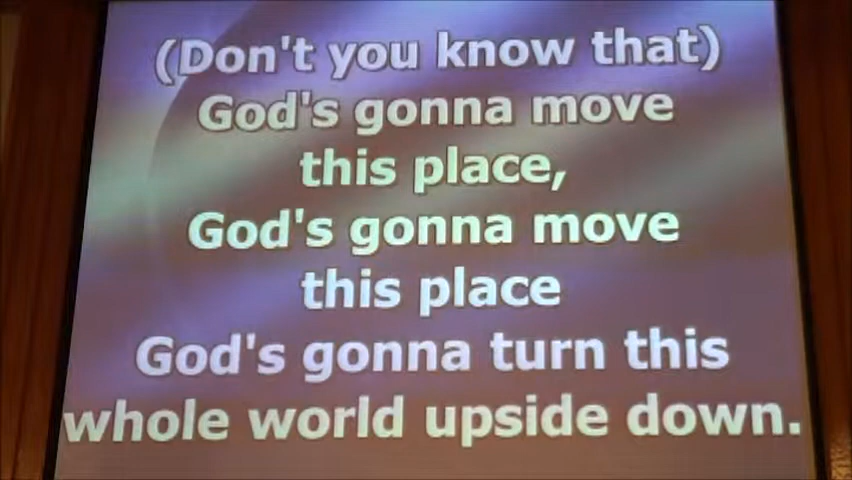 (Don't you know that)
God's gonna move
this place,
God's gonna move
this place
God's gonna turn this
whole world upside down.